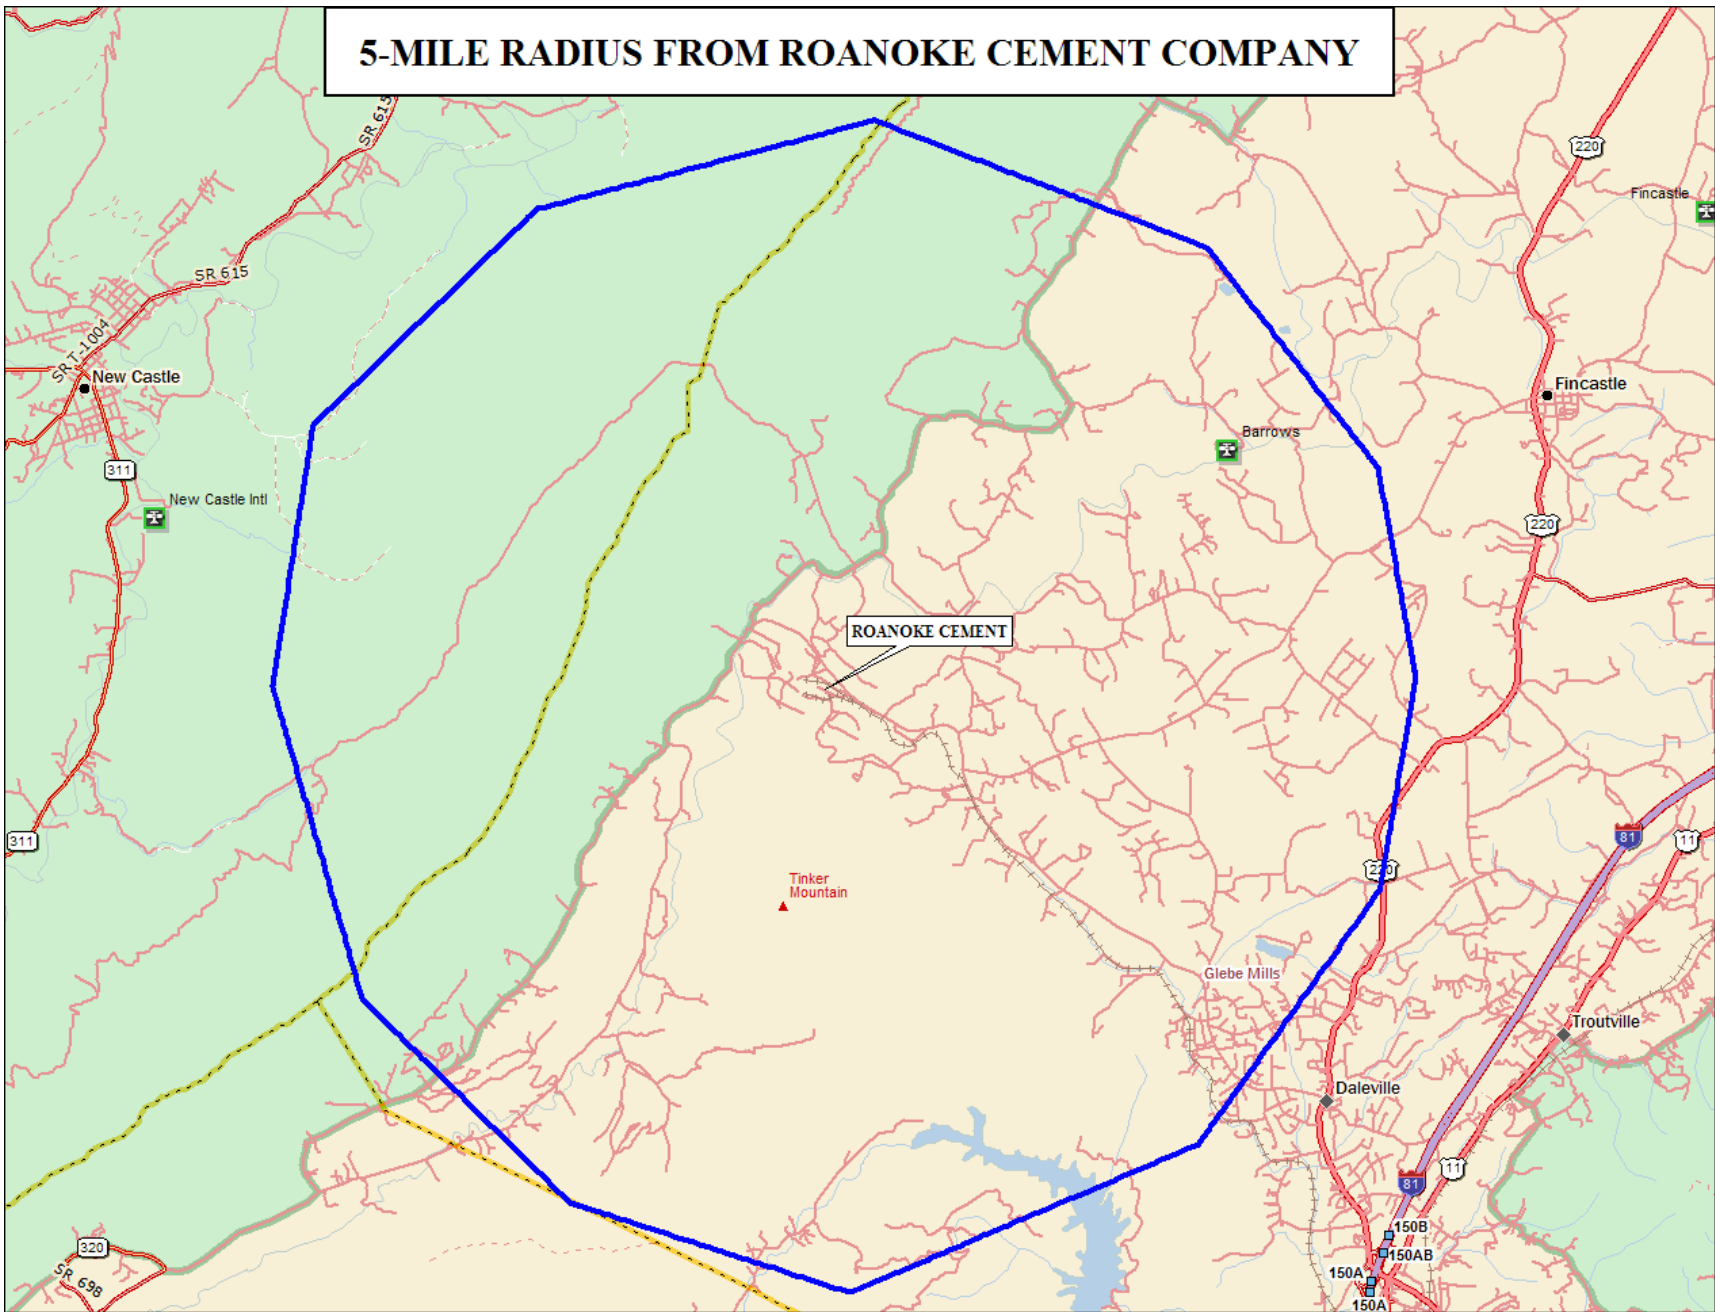 5-MILE RADIUS FROM ROANOKE CEMENT COMPANY
SR 615
220
Fincastle
SR 615
SR T-1004
New Castle
Fincastle
Barrows
311
New Castle Intl
220
ROANOKE CEMENT
81
11
311
220
Tinker
Mountain
Glebe Mills
Troutville
Daleville
11
81
150B
150AB
320
SR 698
150A
150A